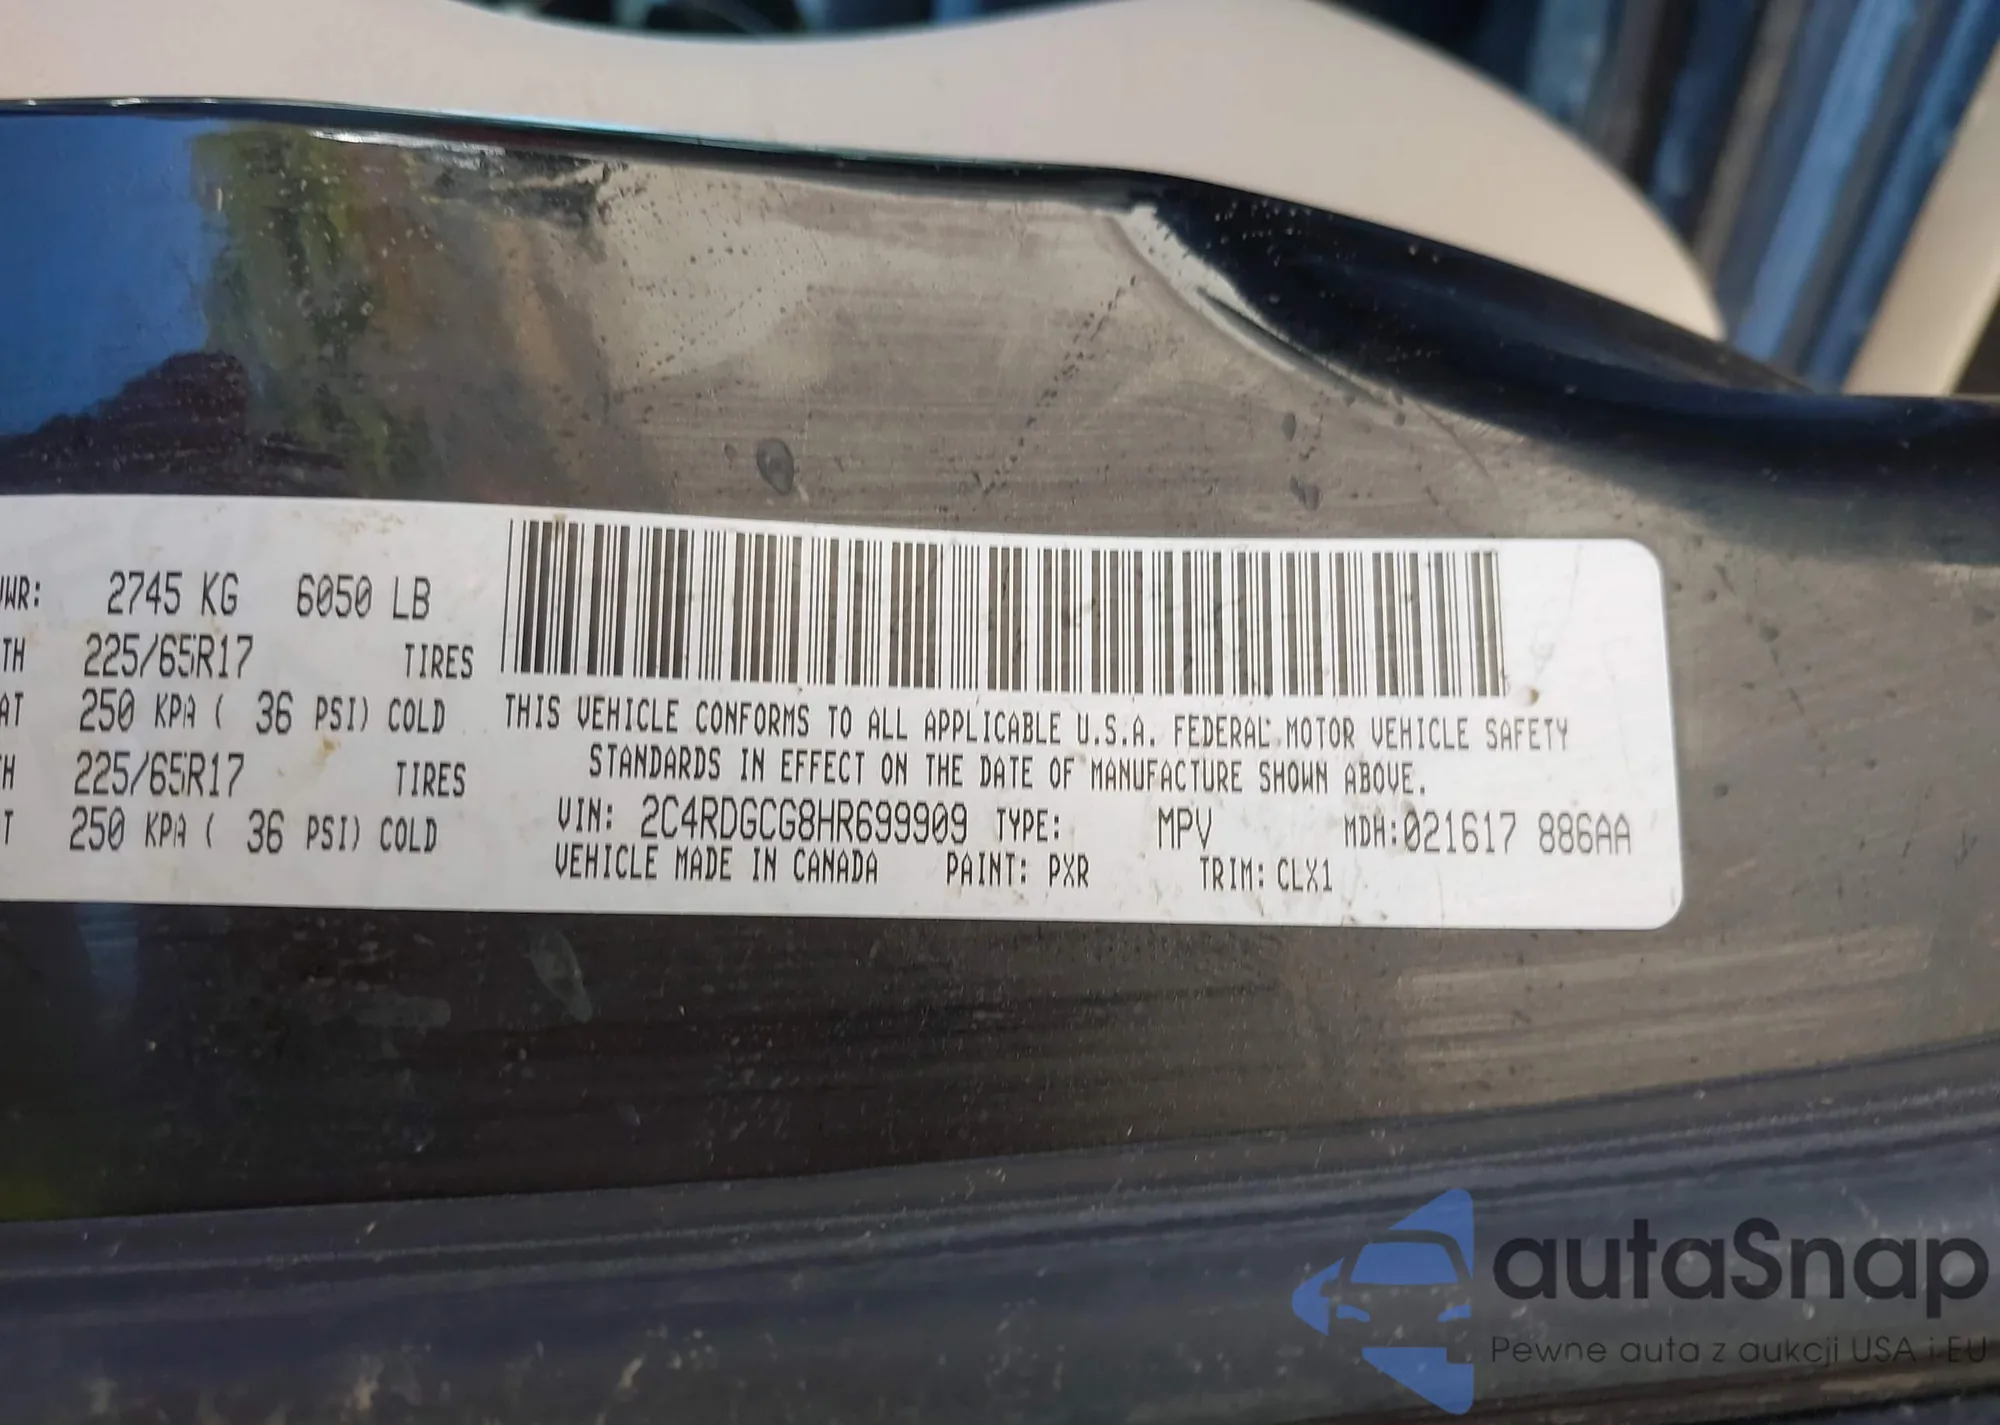 WR: 2745 KG 6050 LB
TH 225/65R17 TIRES
AT 250 KPA ( 36 PSI) COLD
H 225/65R17 TIRES
T 250 KPA ( 36 PSI) COLD
THIS VEHICLE CONFORMS TO ALL APPLICABLE U.S.A. FEDERAL MOTOR VEHICLE SAFETY
STANDARDS IN EFFECT ON THE DATE OF MANUFACTURE SHOWN ABOVE.
VIN: 2C4RDGCG8HR699909 TYPE: MPV MDH:021617 886AA
VEHICLE MADE IN CANADA PAINT: PXR TRIM: CLX1
autaSnap
Pewne auta z aukcji USA i EU